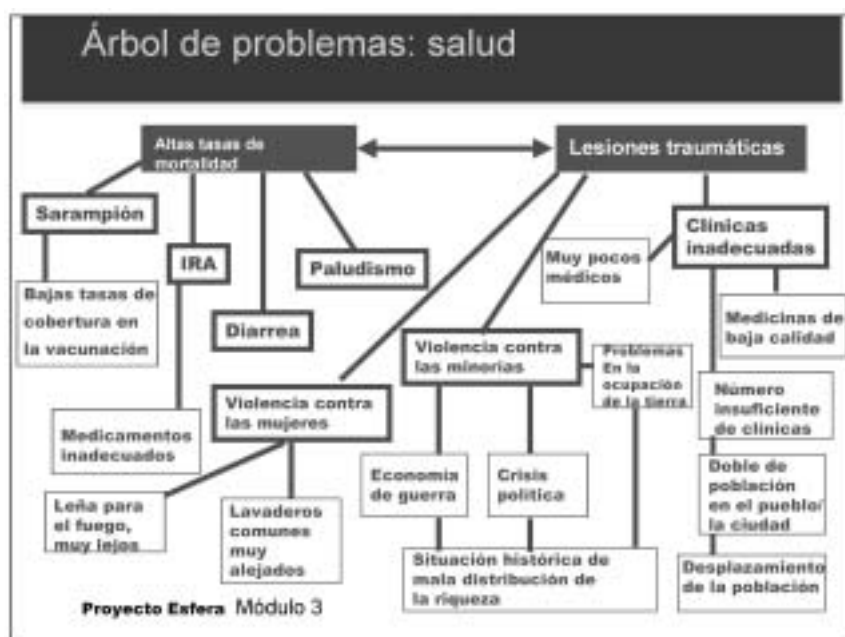 Árbol de problemas: salud
Altas tasas de
mortalidad
Lesiones traumáticas
Sarampión
IRA
Paludismo
Diarrea
Bajas tasas de
cobertura en
la vacunación
Medicamentos
inadecuados
Clínicas
inadecuadas
Muy pocos
médicos
Medicinas de
baja calidad
Violencia contra
las minorías
Problemas
En la
ocupación
de la tierra
Violencia contra
las mujeres
Número
insuficiente
de clínicas
Economía
de guerra
Crisis
política
Doble de
población
en el pueblo/
la ciudad
Leña para
el fuego,
muy lejos
Lavaderos
comunes
muy
alejados
Situación histórica de
mala distribución de
la riqueza
Desplazamiento
de la población
Proyecto Esfera Módulo 3